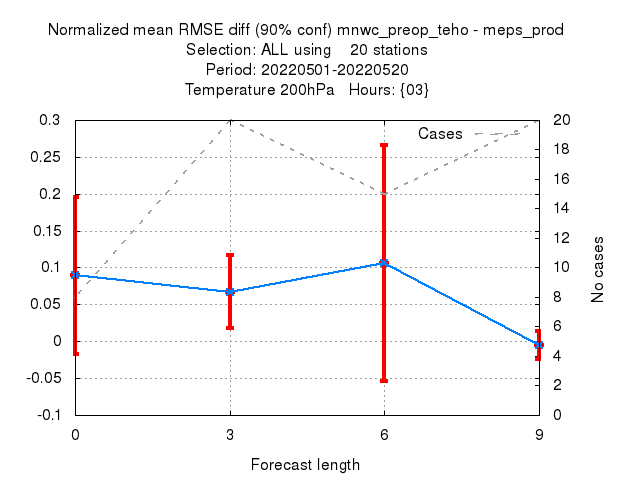 Normalized mean RMSE diff (90% conf) mnwc_preop_teho - meps_prod
Selection: ALL using    20 stations
Period: 20220501-20220520
Temperature 200hPa   Hours: {03}
Cases
0.3
0.25
0.2
0.15
0.1
0.05
0
-0.05
-0.1
20
18
16
14
12
10
8
6
4
2
0
No cases
0 3 6 9
Forecast length